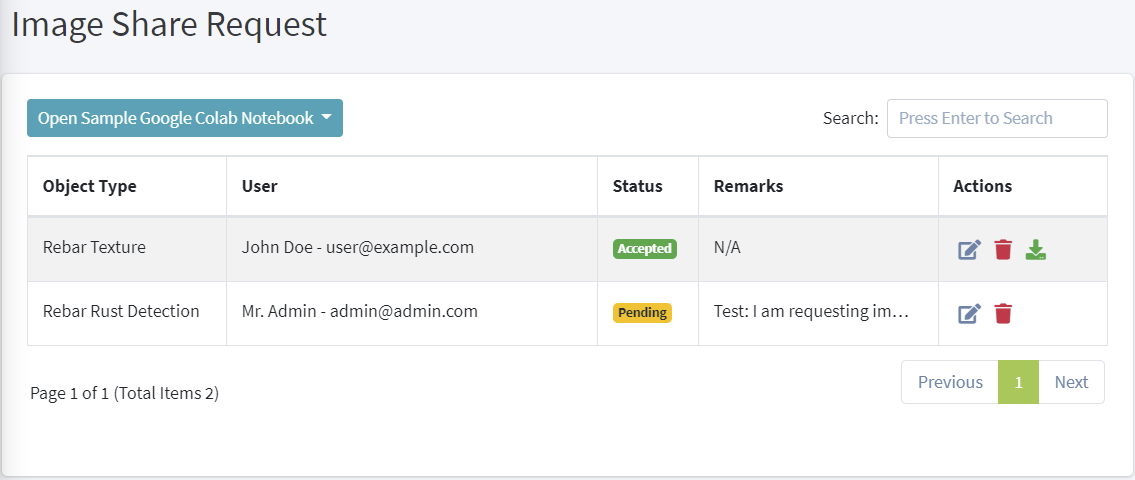 Image Share Request
Open Sample Google Colab Notebook
Search: Press Enter to Search
Object Type User Status Remarks Actions
Rebar Texture John Doe - user@example.com Accepted N/A
Rebar Rust Detection Mr. Admin - admin@admin.com Pending Test: I am requesting im…
Page 1 of 1 (Total Items 2)
Previous 1 Next